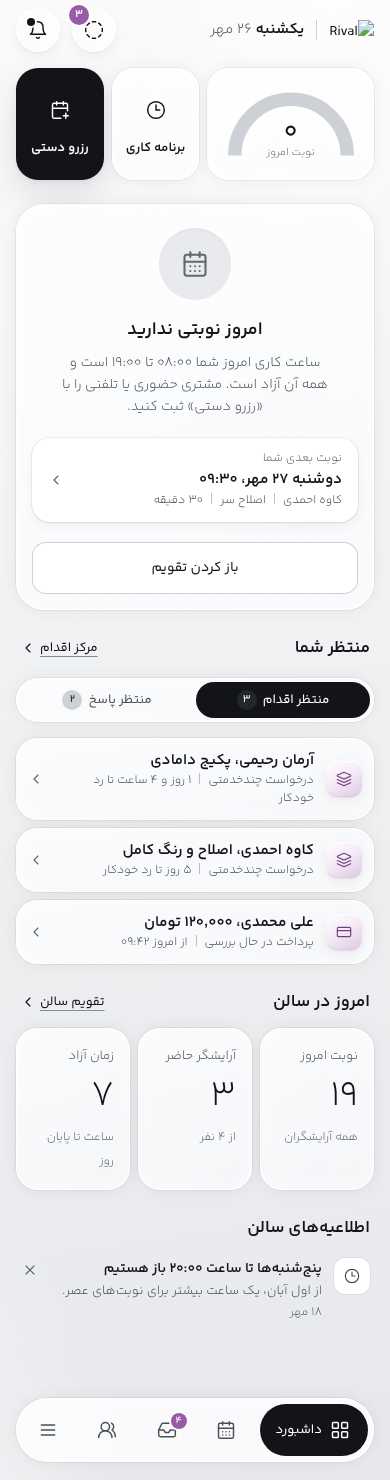 Rival
یکشنبه ۲۶ مهر
۳
۰
نوبت امروز
برنامه کاری
رزرو دستی
امروز نوبتی ندارید
ساعت کاری امروز شما ۰۸:۰۰ تا ۱۹:۰۰ است و
همه آن آزاد است. مشتری حضوری یا تلفنی را با
«رزرو دستی» ثبت کنید.
نوبت بعدی شما
دوشنبه ۲۷ مهر، ۰۹:۳۰
کاوه احمدی | اصلاح سر | ۳۰ دقیقه
باز کردن تقویم
منتظر شما
مرکز اقدام
منتظر اقدام ۳
منتظر پاسخ ۲
آرمان رحیمی، پکیج دامادی
درخواست چندخدمتی | ۱ روز و ۴ ساعت تا رد
خودکار
کاوه احمدی، اصلاح و رنگ کامل
درخواست چندخدمتی | ۵ روز تا رد خودکار
علی محمدی، ۱۲۰,۰۰۰ تومان
پرداخت در حال بررسی | از امروز ۰۹:۴۲
امروز در سالن
تقویم سالن
نوبت امروز
۱۹
همه آرایشگران
آرایشگر حاضر
۳
از ۴ نفر
زمان آزاد
۷
ساعت تا پایان
روز
اطلاعیه‌های سالن
پنج‌شنبه‌ها تا ساعت ۲۰:۰۰ باز هستیم
از اول آبان، یک ساعت بیشتر برای نوبت‌های عصر.
۱۸ مهر
داشبورد
۴